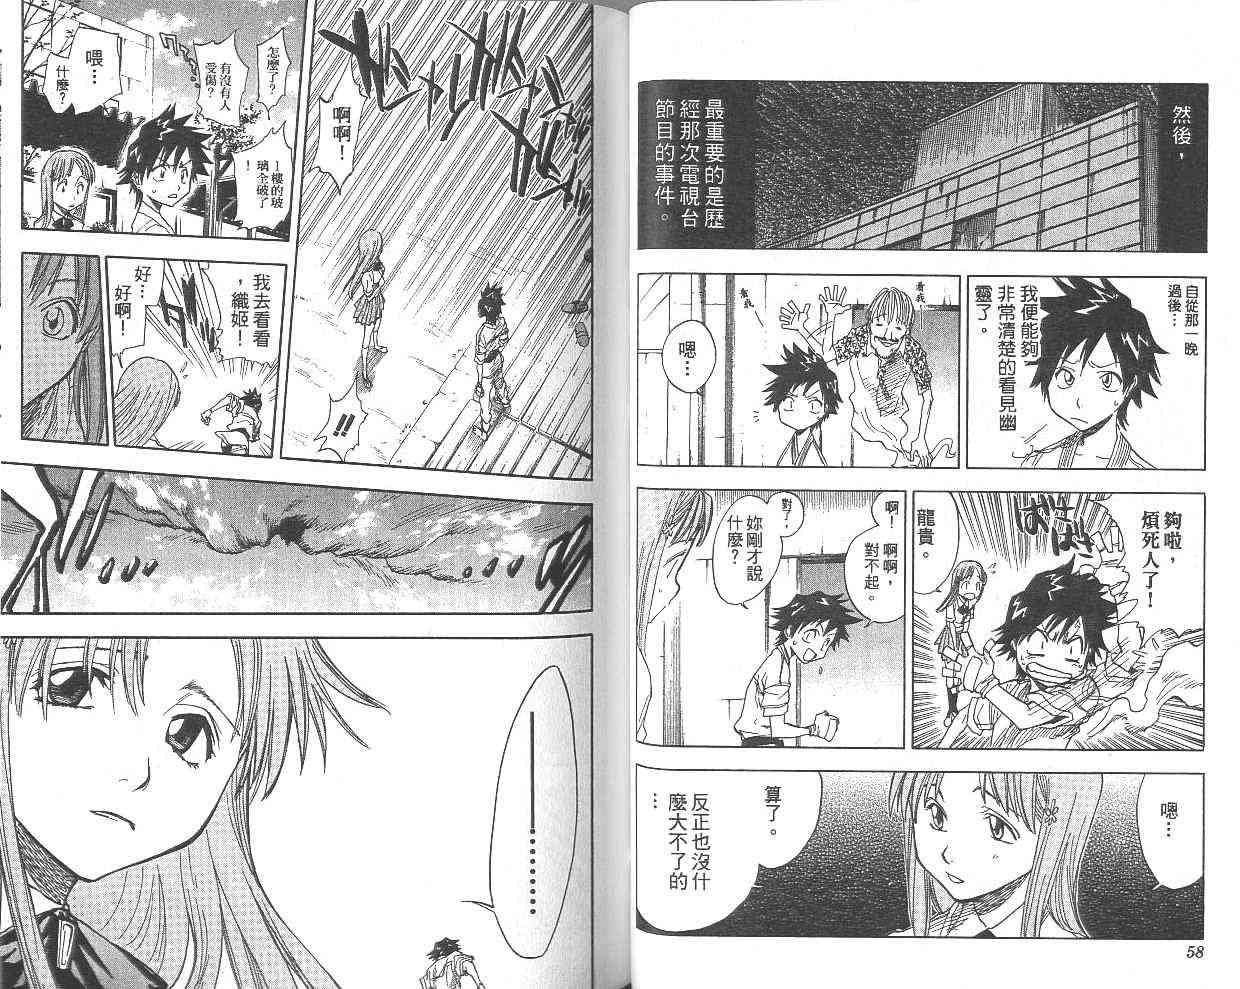 然後，
最重要的是歷
經那次電視台
節目的事件。
自從那一晚
過後…
我便能夠
非常清楚的看見幽
靈了。
看我
看我
嗯…
夠啦，
煩死人了！
龍貴。
啊！啊啊，
對不起。
對了，
妳剛才說
什麼？
嗯…
算了。
反正也沒什
麼大不了的
…
58
啊啊！
!!
怎麼了？
有沒有人
受傷？
喂…
什麼？
1樓的玻
璃全破了
！
我去看看
，織姬！
好…
好啊！